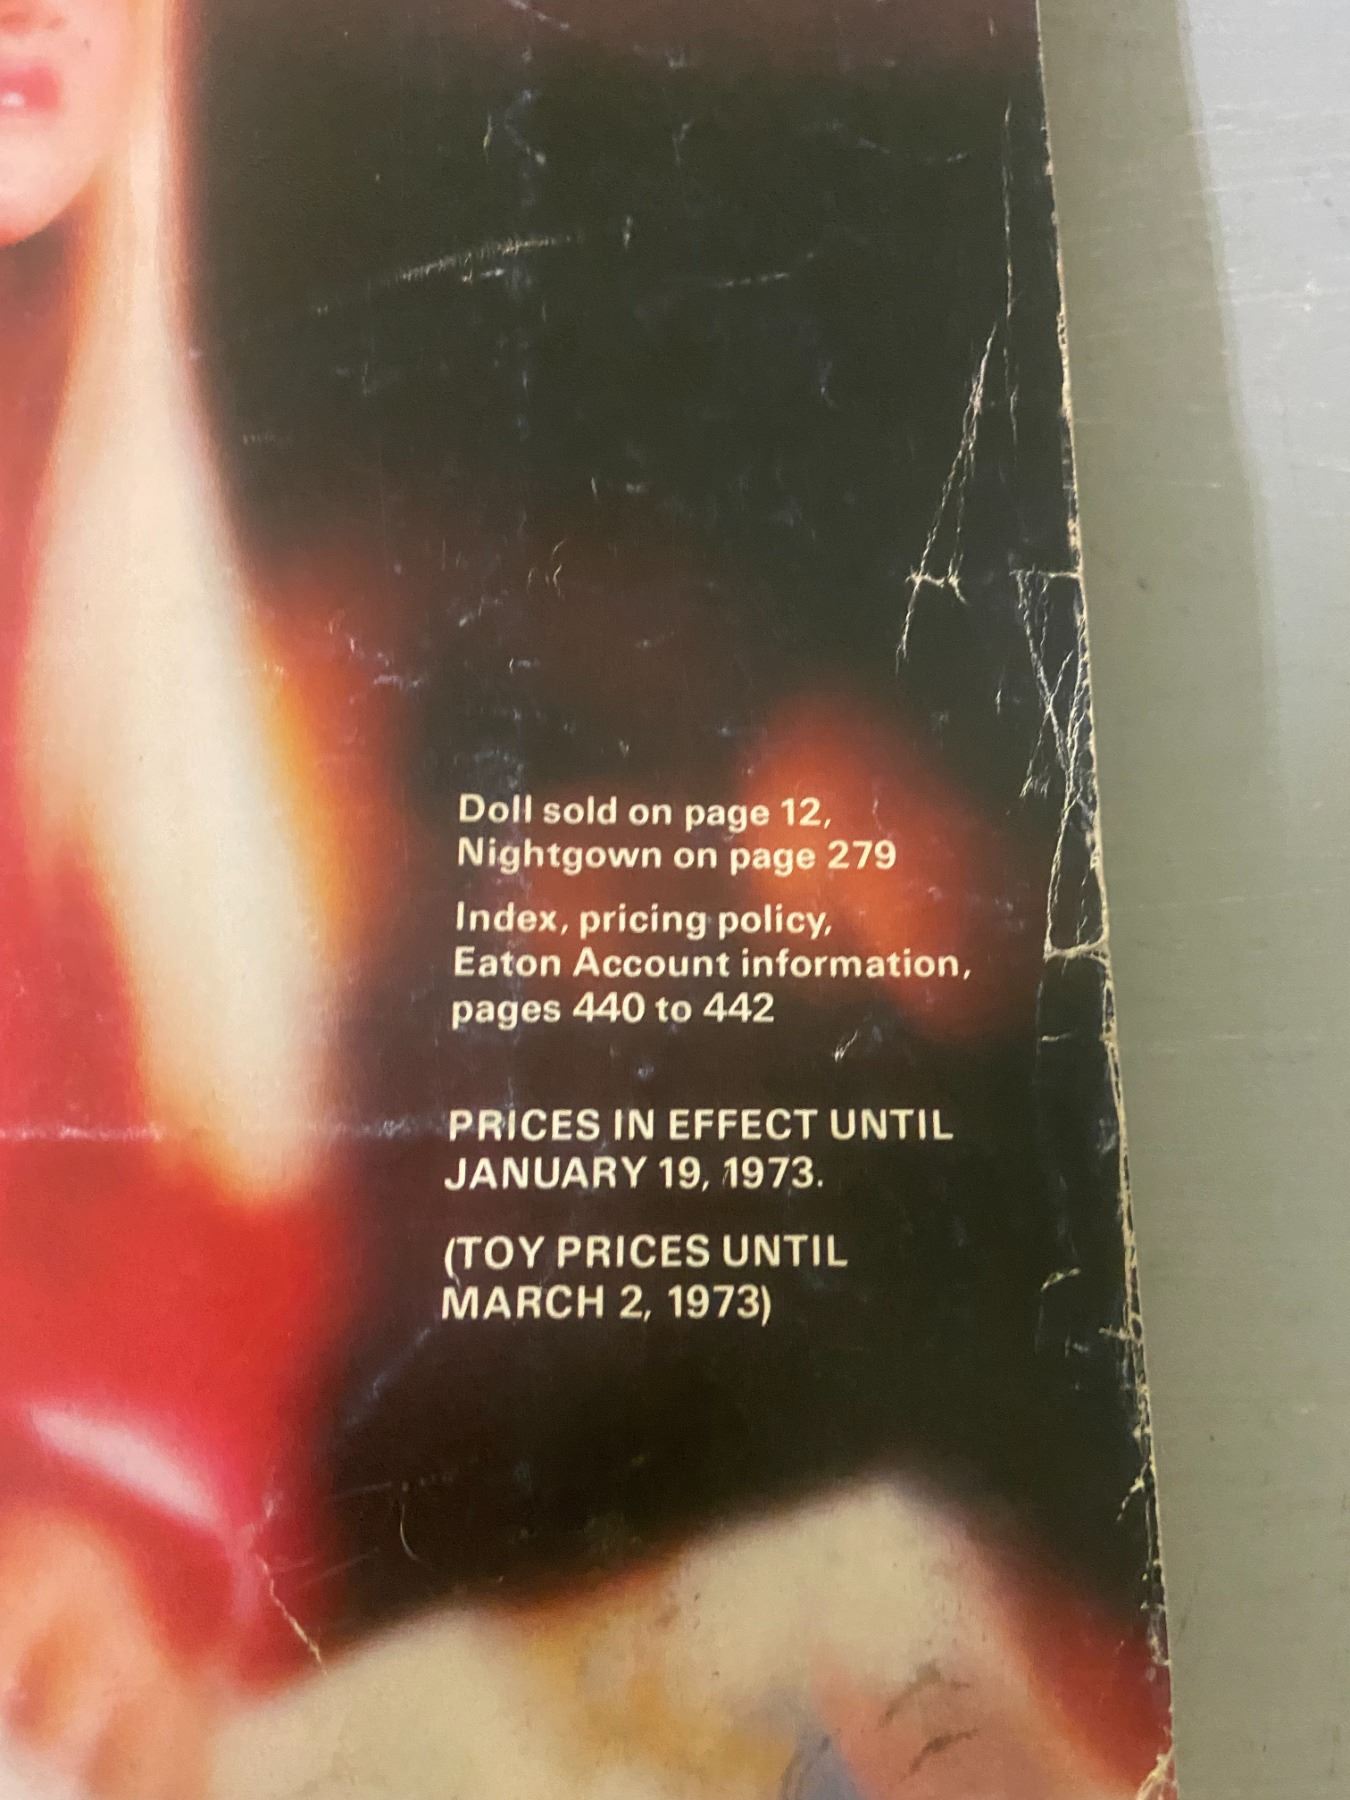 Doll sold on page 12,
Nightgown on page 279
Index, pricing policy,
Eaton Account information,
pages 440 to 442
PRICES IN EFFECT UNTIL
JANUARY 19, 1973.
(TOY PRICES UNTIL
MARCH 2, 1973)